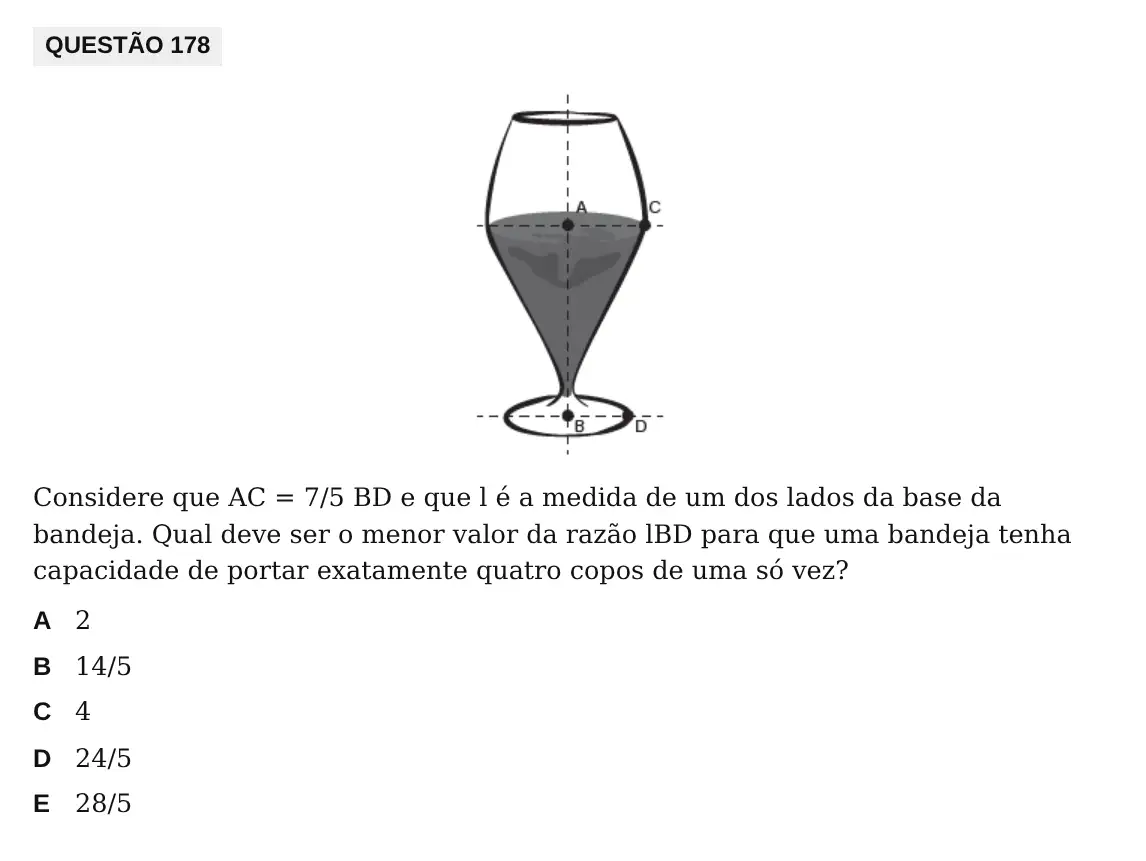 QUESTÃO 178
A
C
B
D
Considere que AC = 7/5 BD e que l é a medida de um dos lados da base da
bandeja. Qual deve ser o menor valor da razão lBD para que uma bandeja tenha
capacidade de portar exatamente quatro copos de uma só vez?
A 2
B 14/5
C 4
D 24/5
E 28/5